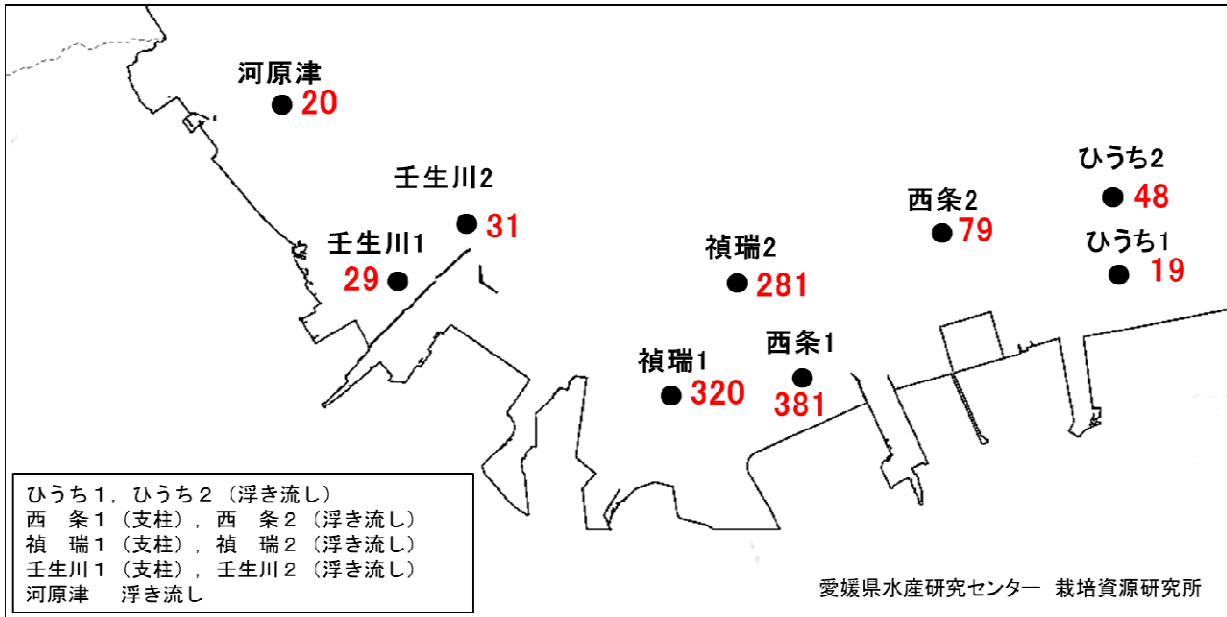 河原津
20
壬生川2
31
壬生川1
29
禎瑞2
281
禎瑞1
320
西条1
381
西条2
79
ひうち2
48
ひうち1
19
ひうち1，ひうち2（浮き流し）
西　条1（支柱），西　条2（浮き流し）
禎　瑞1（支柱），禎　瑞2（浮き流し）
壬生川1（支柱），壬生川2（浮き流し）
河原津　浮き流し
愛媛県水産研究センター　栽培資源研究所